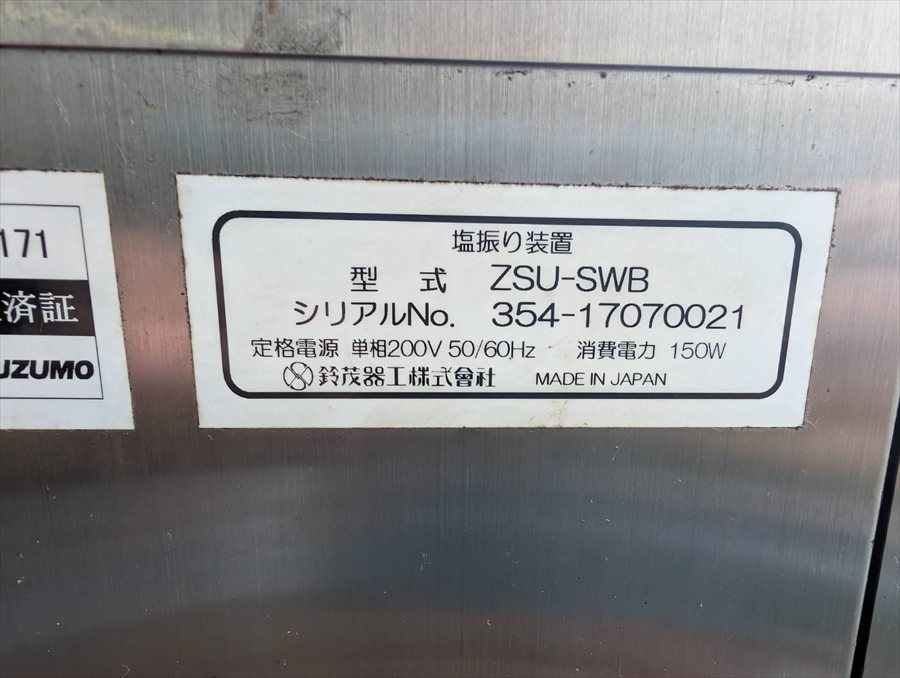 171
済証
UZUMO
塩振り装置
型 式 ZSU-SWB
シリアルNo. 354-17070021
定格電源 単相200V 50/60Hz 消費電力 150W
鈴茂器工株式會社 MADE IN JAPAN